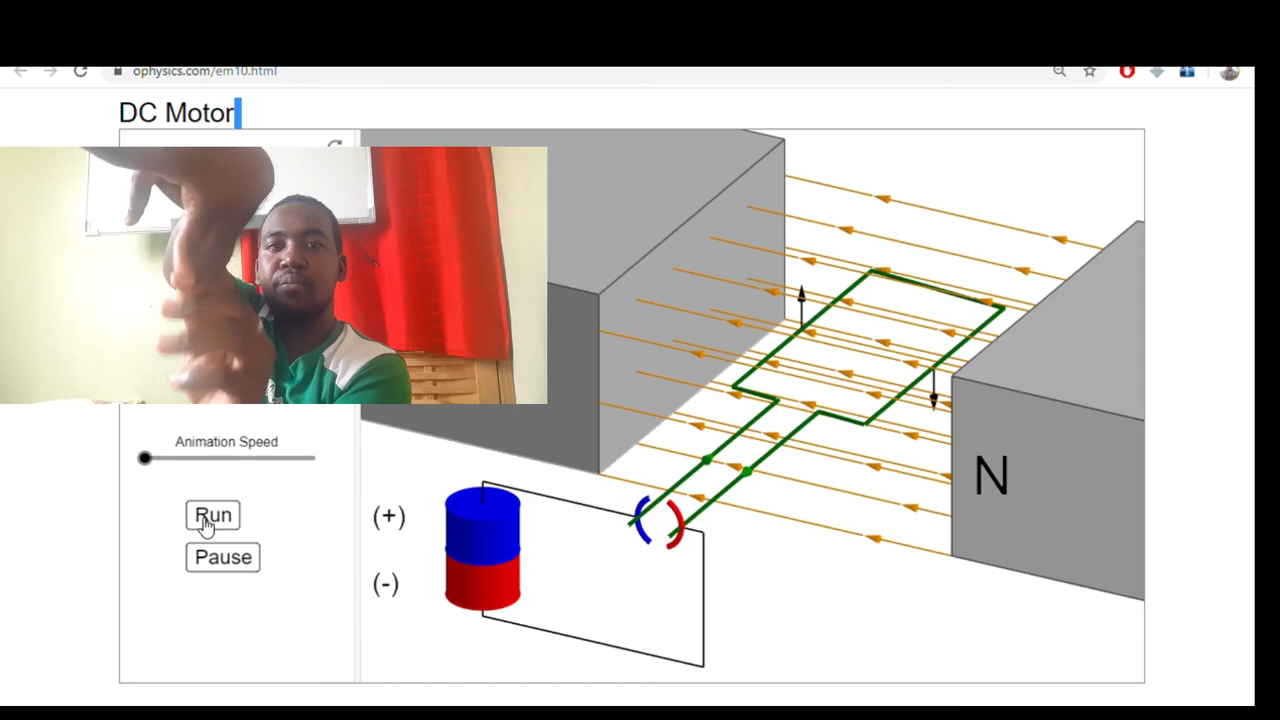 ophysics.com/em10.html
DC Motor
Animation Speed
Run
Pause
(+)
(-)
N